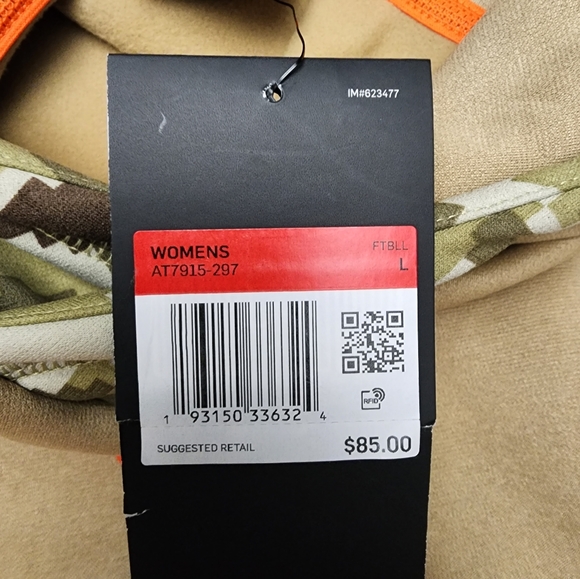 IM#623477
WOMENS
FTBLL
AT7915-297
L
RFID
1 93150 33632 4
SUGGESTED RETAIL
$85.00